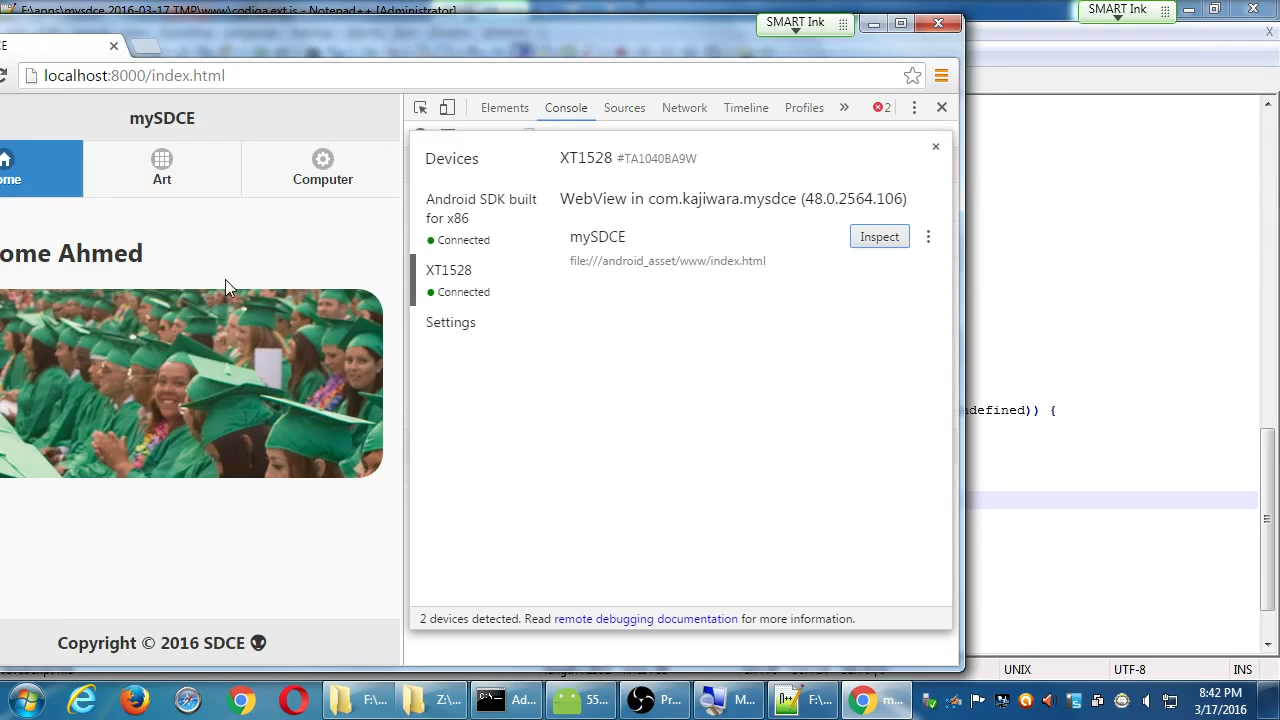 F:\apps\mysdce 2016-03-17 TMP\www\codiga.ext.js - Notepad++ [Administrator]
SMART Ink
SMART Ink
CE
localhost:8000/index.html
mySDCE
Elements Console Sources Network Timeline Profiles » 2
ome
Art
Computer
Devices
XT1528 #TA1040BA9W
Android SDK built
for x86
Connected
XT1528
Connected
Settings
WebView in com.kajiwara.mysdce (48.0.2564.106)
mySDCE
Inspect
file:///android_asset/www/index.html
ome Ahmed
ndefined)) {
2 devices detected. Read remote debugging documentation for more information.
Copyright © 2016 SDCE
UNIX
UTF-8
INS
F:\...
Z:\...
Ad...
55...
Pr...
M...
F:\...
m...
8:42 PM
3/17/2016